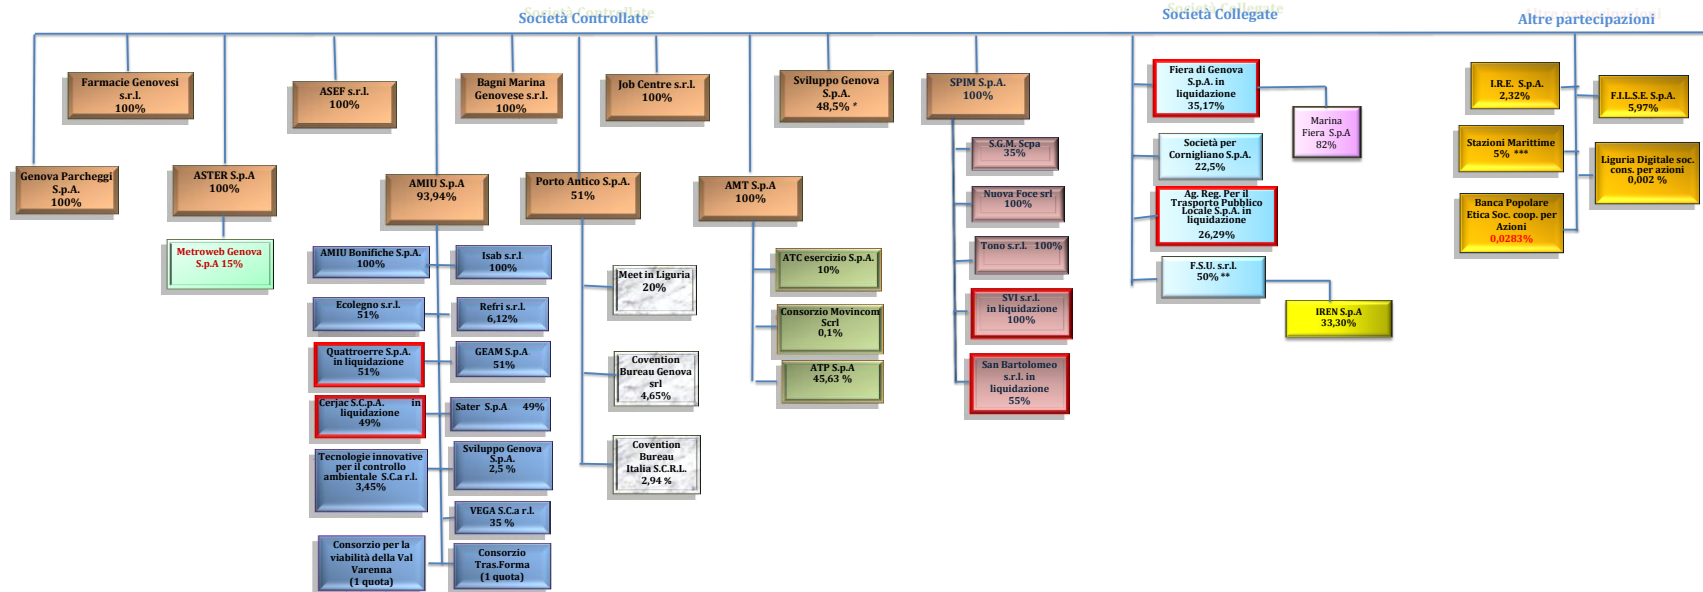 Società Controllate
Società Collegate
Altre partecipazioni
Farmacie Genovesi
s.r.l.
100%
ASEF s.r.l.
100%
Bagni Marina
Genovese s.r.l.
100%
Job Centre s.r.l.
100%
Sviluppo Genova
S.p.A.
48,5% *
SPIM S.p.A.
100%
Genova Parcheggi
S.p.A.
100%
ASTER S.p.A
100%
AMIU S.p.A
93,94%
Porto Antico S.p.A.
51%
AMT S.p.A
100%
Metroweb Genova
S.p.A 15%
AMIU Bonifiche S.p.A.
100%
Isab s.r.l.
100%
Ecolegno s.r.l.
51%
Refri s.r.l.
6,12%
Quattroerre S.p.A.
in liquidazione
51%
GEAM S.p.A
51%
Cerjac S.C.p.A. in
liquidazione
49%
Sater S.p.A 49%
Tecnologie innovative
per il controllo
ambientale S.C.a r.l.
3,45%
Sviluppo Genova
S.p.A.
2,5 %
VEGA S.C.a r.l.
35 %
Consorzio per la
viabilità della Val
Varenna
(1 quota)
Consorzio
Tras.Forma
(1 quota)
Meet in Liguria
20%
Covention
Bureau Genova
srl
4,65%
Covention
Bureau
Italia S.C.R.L.
2,94 %
ATC esercizio S.p.A.
10%
Consorzio Movincom
Scrl
0,1%
ATP S.p.A
45,63 %
S.G.M. Scpa
35%
Nuova Foce srl
100%
Tono s.r.l. 100%
SVI s.r.l.
in liquidazione
100%
San Bartolomeo
s.r.l. in
liquidazione
55%
Fiera di Genova
S.p.A. in
liquidazione
35,17%
Marina
Fiera S.p.A
82%
Società per
Cornigliano S.p.A.
22,5%
Ag. Reg. Per il
Trasporto Pubblico
Locale S.p.A. in
liquidazione
26,29%
F.S.U. s.r.l.
50% **
IREN S.p.A
33,30%
I.R.E. S.p.A.
2,32%
F.I.L.S.E. S.p.A.
5,97%
Stazioni Marittime
5% ***
Liguria Digitale soc.
cons. per azioni
0,002 %
Banca Popolare
Etica Soc. coop. per
Azioni
0,0283%